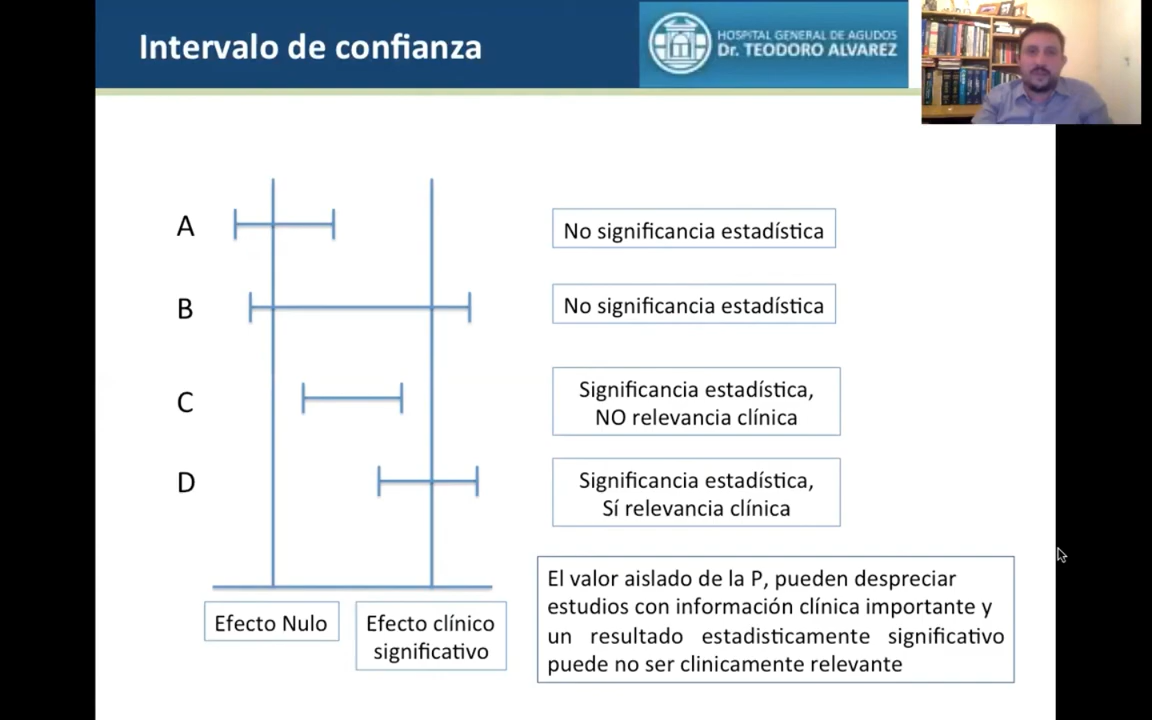 Intervalo de confianza
HOSPITAL GENERAL DE AGUDOS
Dr. TEODORO ALVAREZ
A
No significancia estadística
B
No significancia estadística
C
Significancia estadística,
NO relevancia clínica
D
Significancia estadística,
Sí relevancia clínica
Efecto Nulo
Efecto clínico
significativo
El valor aislado de la P, pueden despreciar
estudios con información clínica importante y
un resultado estadisticamente significativo
puede no ser clinicamente relevante